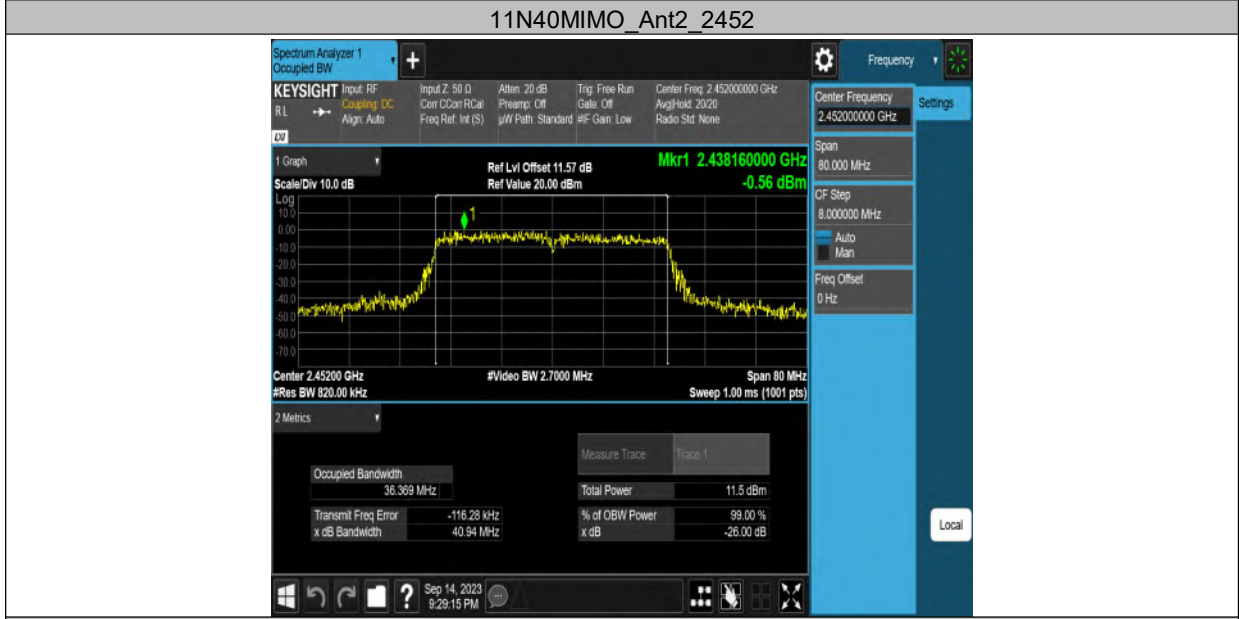 11N40MIMO_Ant2_2452
Spectrum Analyzer 1
Occupied BW
+
Frequency
KEYSIGHT
R L
LXI
Input: RF
Coupling: DC
Align: Auto
Input Z: 50 Ω
Corr CCorr RCal
Freq Ref: Int (S)
Atten: 20 dB
Preamp: Off
µW Path: Standard
Trig: Free Run
Gate: Off
#IF Gain: Low
Center Freq: 2.452000000 GHz
Avg|Hold: 20/20
Radio Std: None
Center Frequency
2.452000000 GHz
Settings
Span
80.000 MHz
CF Step
8.000000 MHz
Auto
Man
Freq Offset
0 Hz
1 Graph
Scale/Div 10.0 dB
Ref Lvl Offset 11.57 dB
Ref Value 20.00 dBm
Mkr1 2.438160000 GHz
-0.56 dBm
Log
10.0
0.00
-10.0
-20.0
-30.0
-40.0
-50.0
-60.0
-70.0
1
Center 2.45200 GHz
#Video BW 2.7000 MHz
Span 80 MHz
#Res BW 820.00 kHz
Sweep 1.00 ms (1001 pts)
2 Metrics
Measure Trace
Trace 1
Occupied Bandwidth
36.369 MHz
Total Power
11.5 dBm
Transmit Freq Error
-116.28 kHz
% of OBW Power
99.00 %
x dB Bandwidth
40.94 MHz
x dB
-26.00 dB
Local
?
Sep 14, 2023
9:29:15 PM